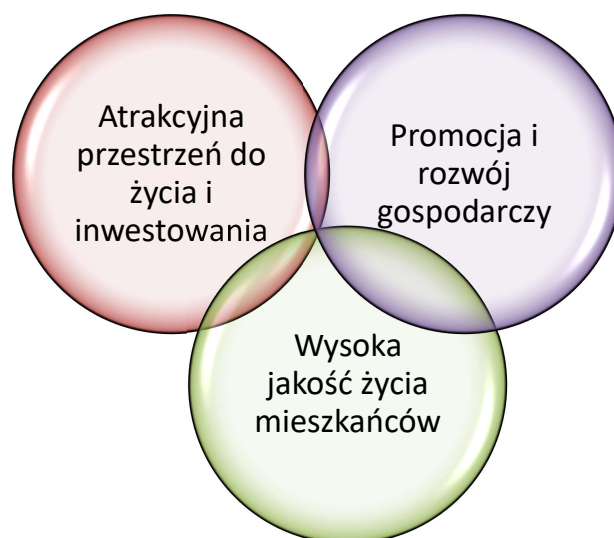 Atrakcyjna
przestrzeń do
życia i
inwestowania
Promocja i
rozwój
gospodarczy
Wysoka
jakość życia
mieszkańców